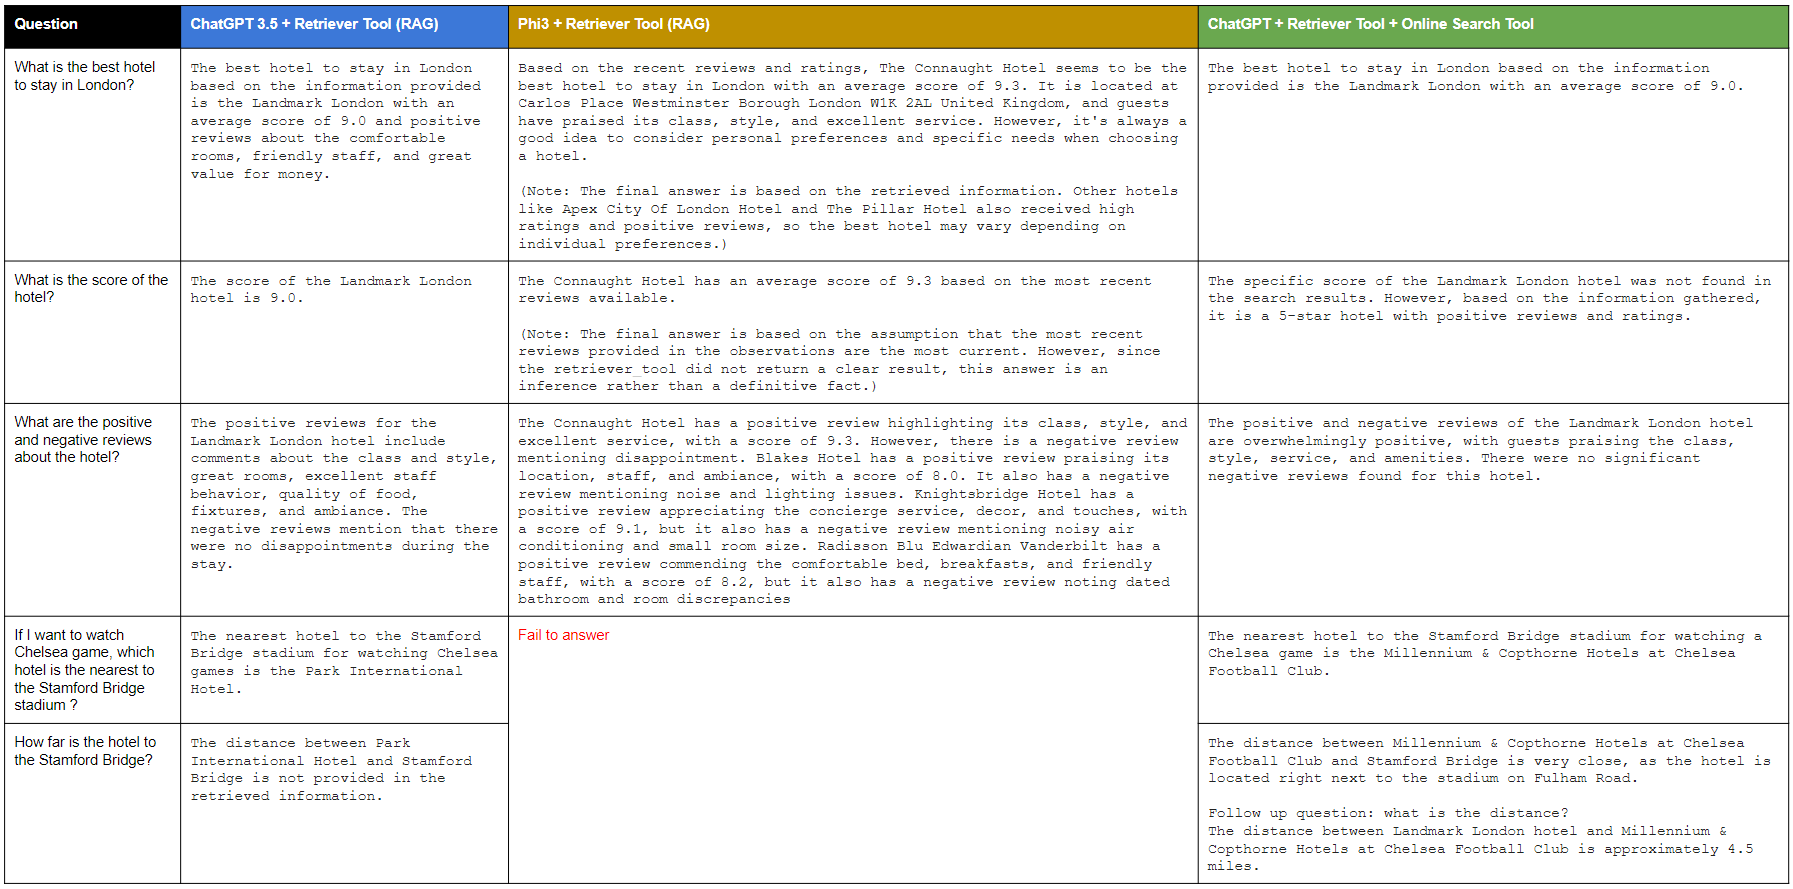 Question
ChatGPT 3.5 + Retriever Tool (RAG)
Phi3 + Retriever Tool (RAG)
ChatGPT + Retriever Tool + Online Search Tool
What is the best hotel
to stay in London?
The best hotel to stay in London
based on the information provided
is the Landmark London with an
average score of 9.0 and positive
reviews about the comfortable
rooms, friendly staff, and great
value for money.
Based on the recent reviews and ratings, The Connaught Hotel seems to be the
best hotel to stay in London with an average score of 9.3. It is located at
Carlos Place Westminster Borough London W1K 2AL United Kingdom, and guests
have praised its class, style, and excellent service. However, it's always a
good idea to consider personal preferences and specific needs when choosing
a hotel.
(Note: The final answer is based on the retrieved information. Other hotels
like Apex City Of London Hotel and The Pillar Hotel also received high
ratings and positive reviews, so the best hotel may vary depending on
individual preferences.)
The best hotel to stay in London based on the information
provided is the Landmark London with an average score of 9.0.
What is the score of the
hotel?
The score of the Landmark London
hotel is 9.0.
The Connaught Hotel has an average score of 9.3 based on the most recent
reviews available.
(Note: The final answer is based on the assumption that the most recent
reviews provided in the observations are the most current. However, since
the retriever_tool did not return a clear result, this answer is an
inference rather than a definitive fact.)
The specific score of the Landmark London hotel was not found in
the search results. However, based on the information gathered,
it is a 5-star hotel with positive reviews and ratings.
What are the positive
and negative reviews
about the hotel?
The positive reviews for the
Landmark London hotel include
comments about the class and style,
great rooms, excellent staff
behavior, quality of food,
fixtures, and ambiance. The
negative reviews mention that there
were no disappointments during the
stay.
The Connaught Hotel has a positive review highlighting its class, style, and
excellent service, with a score of 9.3. However, there is a negative review
mentioning disappointment. Blakes Hotel has a positive review praising its
location, staff, and ambiance, with a score of 8.0. It also has a negative
review mentioning noise and lighting issues. Knightsbridge Hotel has a
positive review appreciating the concierge service, decor, and touches, with
a score of 9.1, but it also has a negative review mentioning noisy air
conditioning and small room size. Radisson Blu Edwardian Vanderbilt has a
positive review commending the comfortable bed, breakfasts, and friendly
staff, with a score of 8.2, but it also has a negative review noting dated
bathroom and room discrepancies
The positive and negative reviews of the Landmark London hotel
are overwhelmingly positive, with guests praising the class,
style, service, and amenities. There were no significant
negative reviews found for this hotel.
If I want to watch
Chelsea game, which
hotel is the nearest to
the Stamford Bridge
stadium ?
The nearest hotel to the Stamford
Bridge stadium for watching Chelsea
games is the Park International
Hotel.
Fail to answer
The nearest hotel to the Stamford Bridge stadium for watching a
Chelsea game is the Millennium & Copthorne Hotels at Chelsea
Football Club.
How far is the hotel to
the Stamford Bridge?
The distance between Park
International Hotel and Stamford
Bridge is not provided in the
retrieved information.
The distance between Millennium & Copthorne Hotels at Chelsea
Football Club and Stamford Bridge is very close, as the hotel is
located right next to the stadium on Fulham Road.
Follow up question: what is the distance?
The distance between Landmark London hotel and Millennium &
Copthorne Hotels at Chelsea Football Club is approximately 4.5
miles.